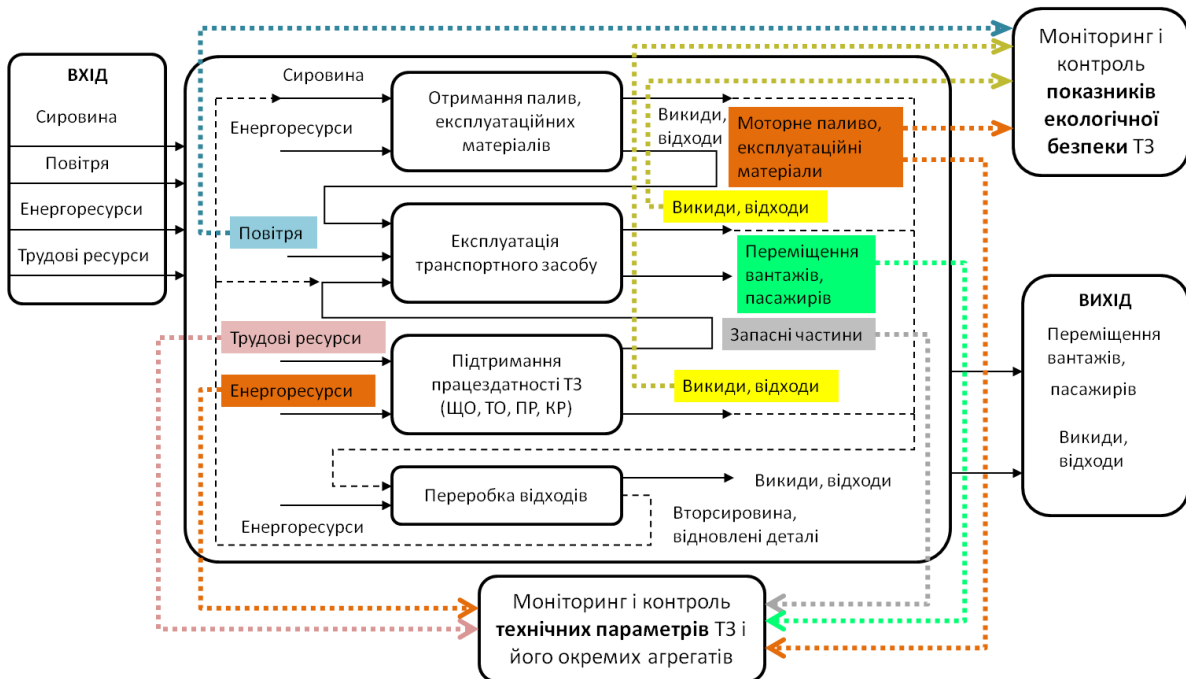 ВХІД
Сировина
Повітря
Енергоресурси
Трудові ресурси
Сировина
Енергоресурси
Отримання палив,
експлуатаційних
матеріалів
Викиди,
відходи
Моторне паливо,
експлуатаційні
матеріали
Викиди, відходи
Повітря
Експлуатація
транспортного засобу
Переміщення
вантажів,
пасажирів
Запасні частини
Трудові ресурси
Енергоресурси
Підтримання
працездатності ТЗ
(ЩО, ТО, ПР, КР)
Викиди, відходи
Переробка відходів
Енергоресурси
Викиди, відходи
Вторсировина,
відновлені деталі
Моніторинг і
контроль
показників
екологічної
безпеки ТЗ
ВИХІД
Переміщення
вантажів,
пасажирів
Викиди,
відходи
Моніторинг і контроль
технічних параметрів ТЗ і
його окремих агрегатів